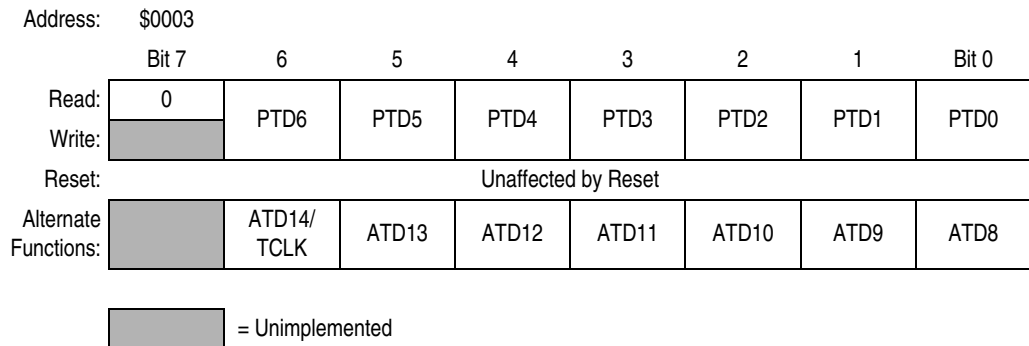 Address: $0003
Bit 7 6 5 4 3 2 1 Bit 0
Read: 0 PTD6 PTD5 PTD4 PTD3 PTD2 PTD1 PTD0
Write:
Reset: Unaffected by Reset
Alternate Functions: ATD14/ TCLK ATD13 ATD12 ATD11 ATD10 ATD9 ATD8
= Unimplemented